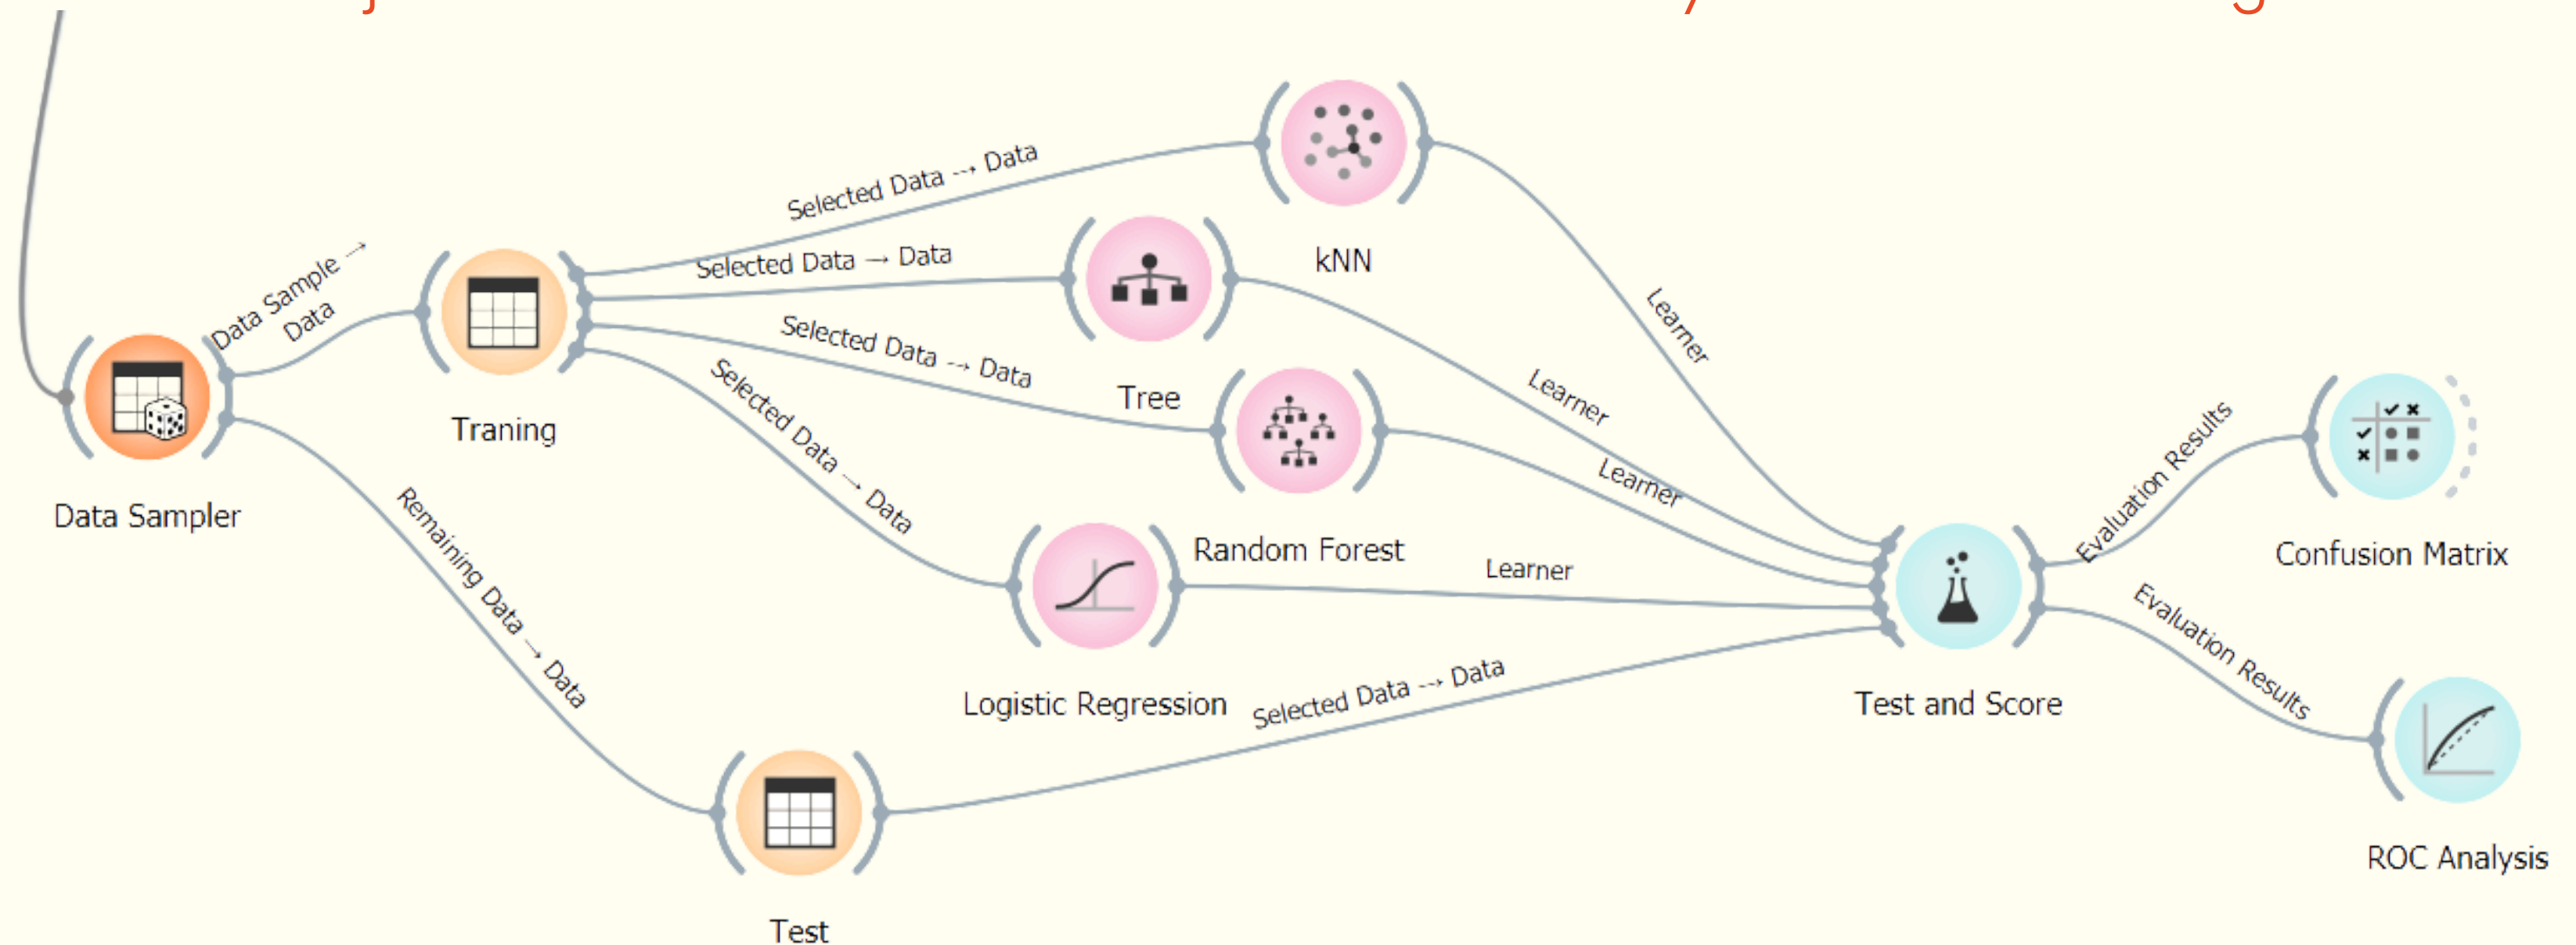 Selected Data → Data
kNN
Selected Data → Data
Tree
Data Sample →
Data
Traning
Selected Data → Data
Random Forest
Selected Data → Data
Logistic Regression
Data Sampler
Remaining Data → Data
Test
Learner
Learner
Learner
Learner
Selected Data → Data
Test and Score
Evaluation Results
Confusion Matrix
Evaluation Results
ROC Analysis